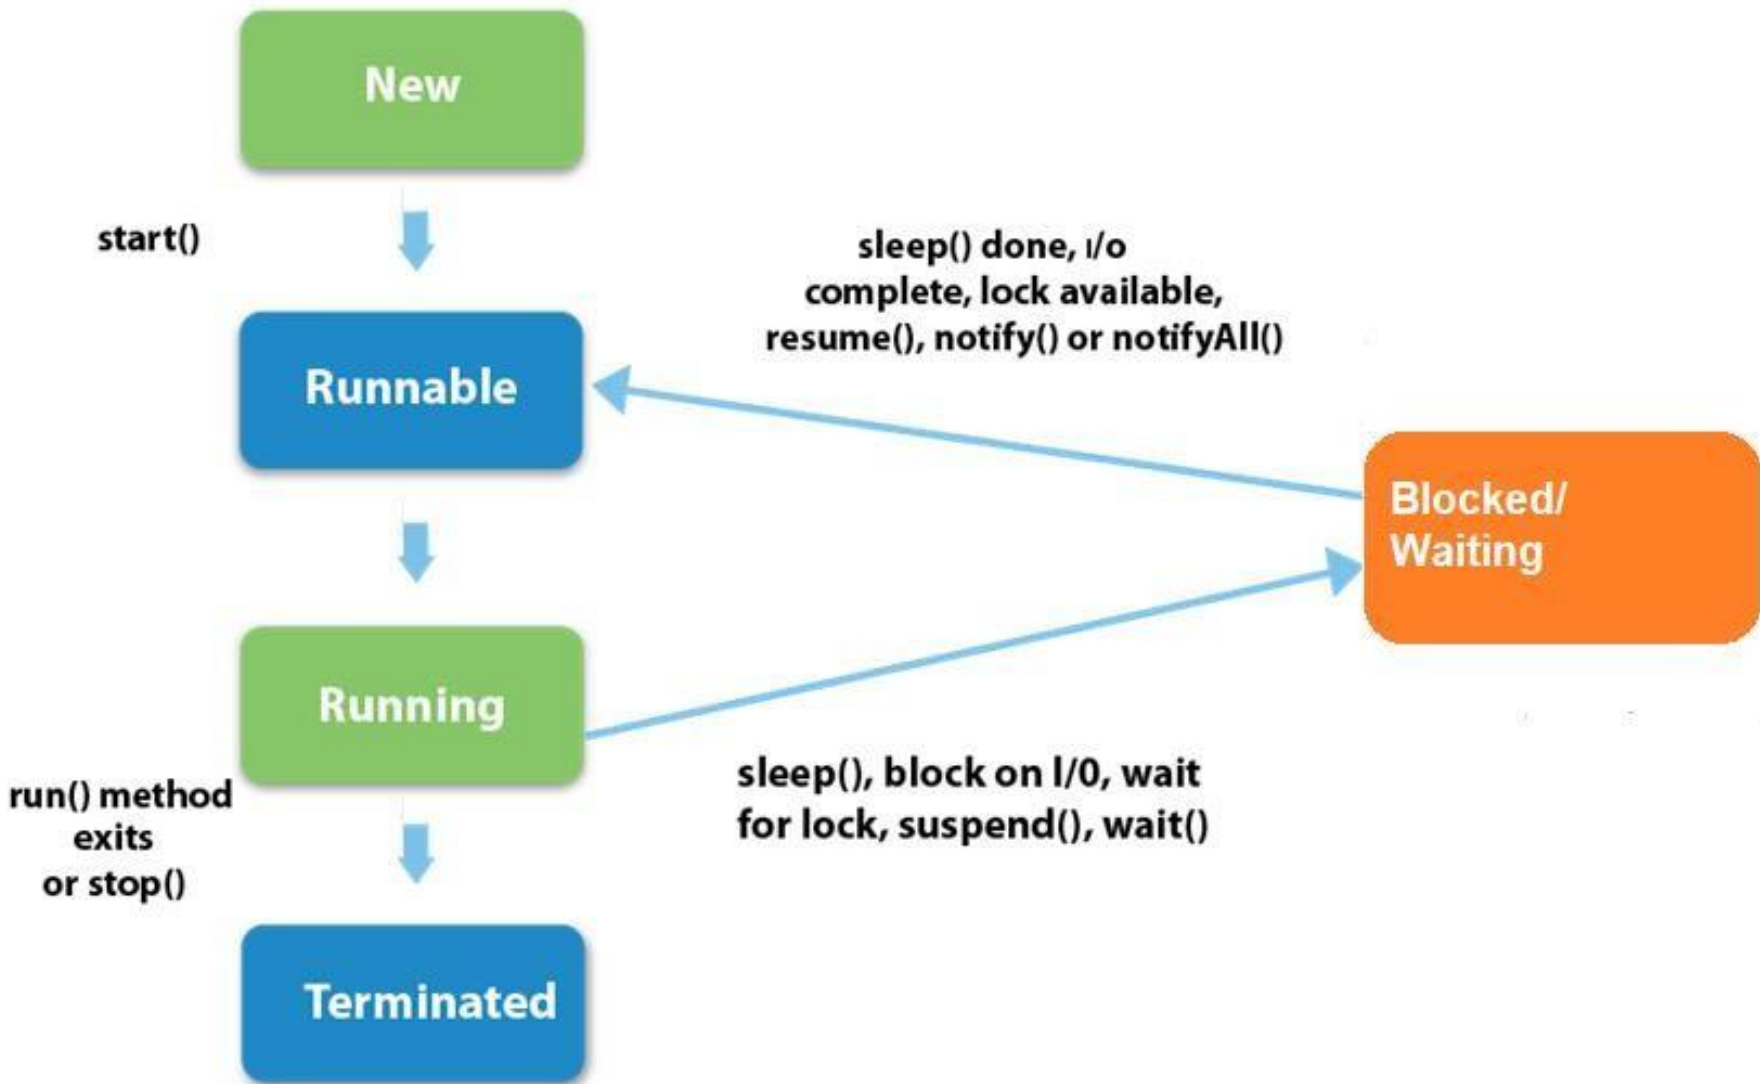 New
start()
sleep() done, I/o
complete, lock available,
resume(), notify() or notifyAll()
Runnable
Blocked/
Waiting
Running
sleep(), block on I/0, wait
for lock, suspend(), wait()
run() method
exits
or stop()
Terminated